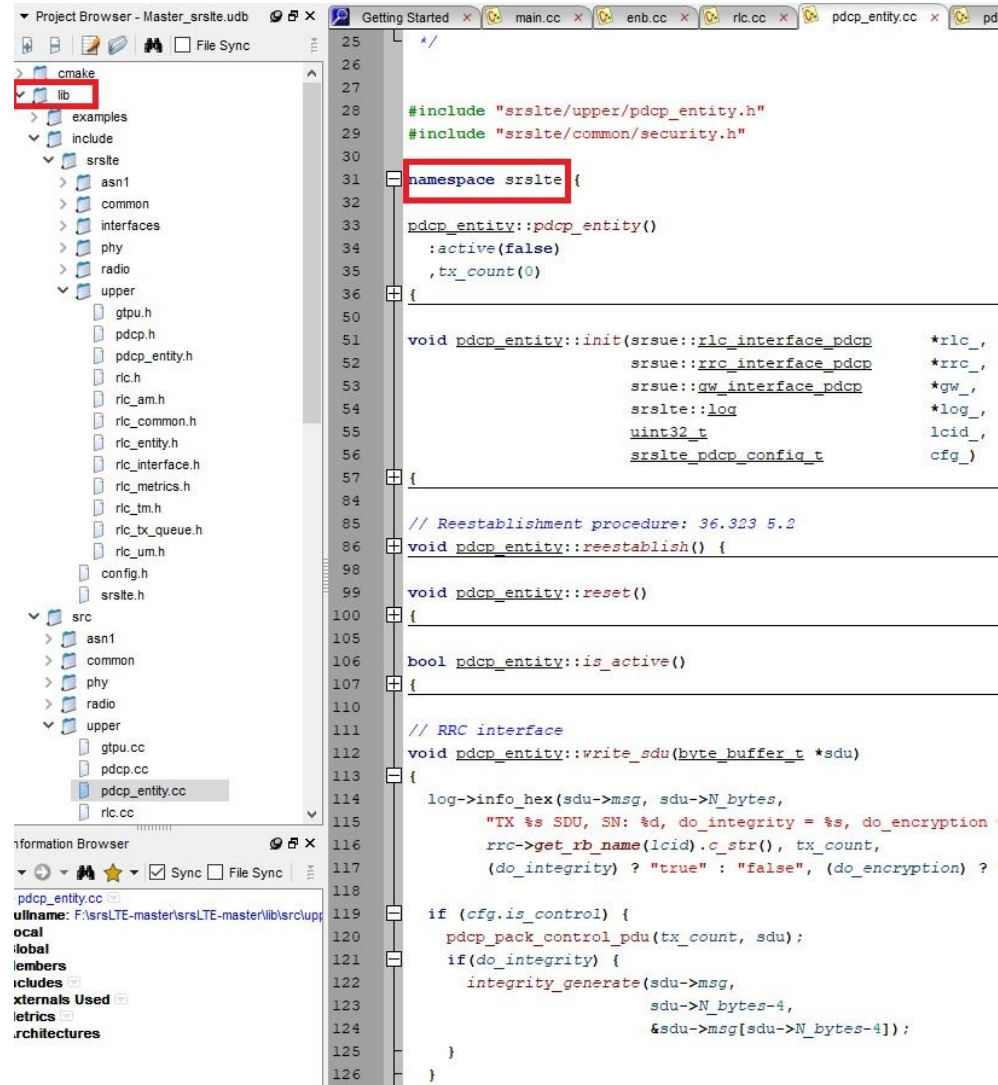 Project Browser - Master_srslte.udb
File Sync
cmake
lib
examples
include
srslte
asn1
common
interfaces
phy
radio
upper
gtpu.h
pdcp.h
pdcp_entity.h
rlc.h
rlc_am.h
rlc_common.h
rlc_entity.h
rlc_interface.h
rlc_metrics.h
rlc_tm.h
rlc_tx_queue.h
rlc_um.h
config.h
srslte.h
src
asn1
common
phy
radio
upper
gtpu.cc
pdcp.cc
pdcp_entity.cc
rlc.cc
nformation Browser
Sync File Sync
pdcp_entity.cc
ullname: F:\srsLTE-master\srsLTE-master\lib\src\upp
ocal
lobal
lembers
ncludes
xternals Used
letrics
rchitectures
Getting Started main.cc enb.cc rlc.cc pdcp_entity.cc pd
25 */
26
27
28 #include "srslte/upper/pdcp_entity.h"
29 #include "srslte/common/security.h"
30
31 namespace srslte {
32
33 pdcp_entity::pdcp_entity()
34 :active(false)
35 ,tx_count(0)
36 {
50
51 void pdcp_entity::init(srsue::rlc_interface_pdcp *rlc_,
52 srsue::rrc_interface_pdcp *rrc_,
53 srsue::gw_interface_pdcp *gw_,
54 srslte::log *log_,
55 uint32_t lcid_,
56 srslte_pdcp_config_t cfg_)
57 {
84
85 // Reestablishment procedure: 36.323 5.2
86 void pdcp_entity::reestablish() {
98
99 void pdcp_entity::reset()
100 {
105
106 bool pdcp_entity::is_active()
107 {
110
111 // RRC interface
112 void pdcp_entity::write_sdu(byte_buffer_t *sdu)
113 {
114 log->info_hex(sdu->msg, sdu->N_bytes,
115 "TX %s SDU, SN: %d, do_integrity = %s, do_encryption
116 rrc->get_rb_name(lcid).c_str(), tx_count,
117 (do_integrity) ? "true" : "false", (do_encryption) ?
118
119 if (cfg.is_control) {
120 pdcp_pack_control_pdu(tx_count, sdu);
121 if(do_integrity) {
122 integrity_generate(sdu->msg,
123 sdu->N_bytes-4,
124 &sdu->msg[sdu->N_bytes-4]);
125 }
126 }